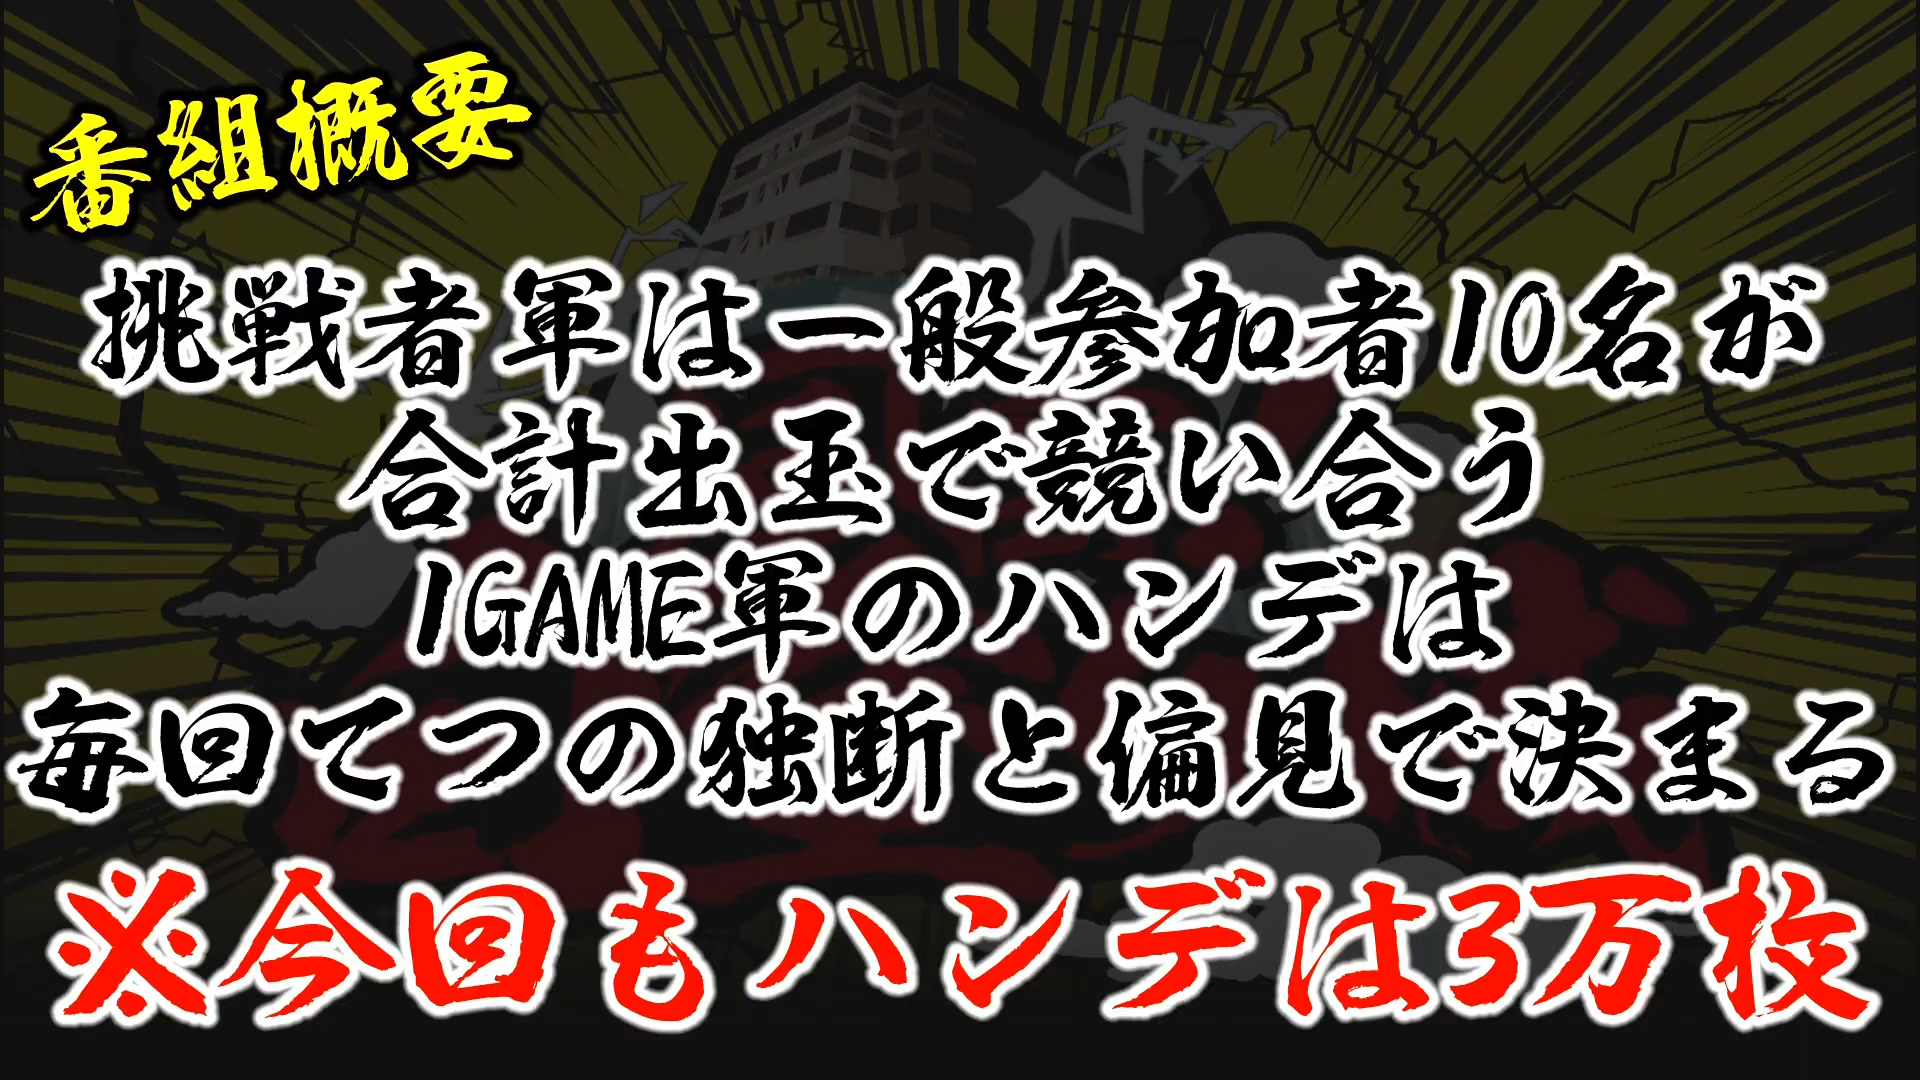 番組概要
挑戦者軍は一般参加者10名が
合計出玉で競い合う
1GAME軍のハンデは
毎回てつの独断と偏見で決まる
※今回もハンデは3万枚